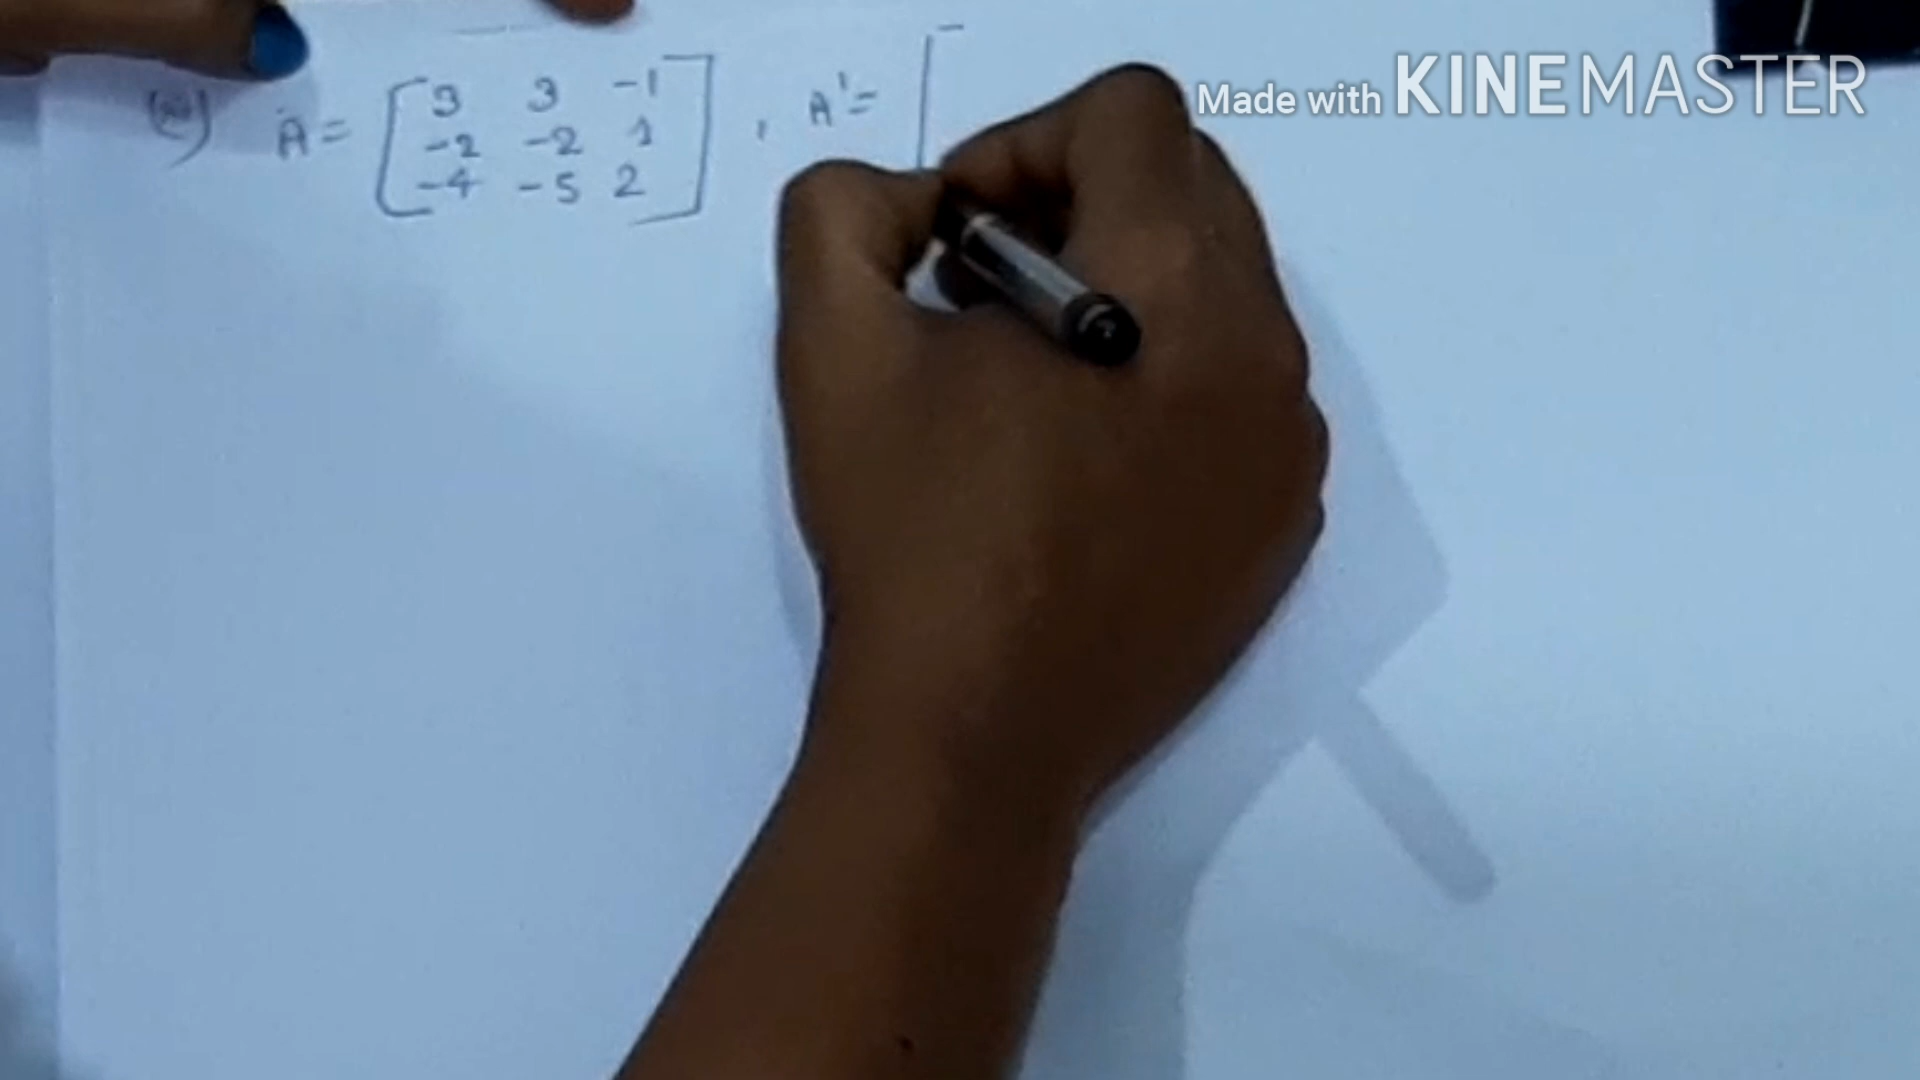 A = [ 3 3 -1 ] , A' = [
-2 -2 1
-4 -5 2
Made with KINEMASTER